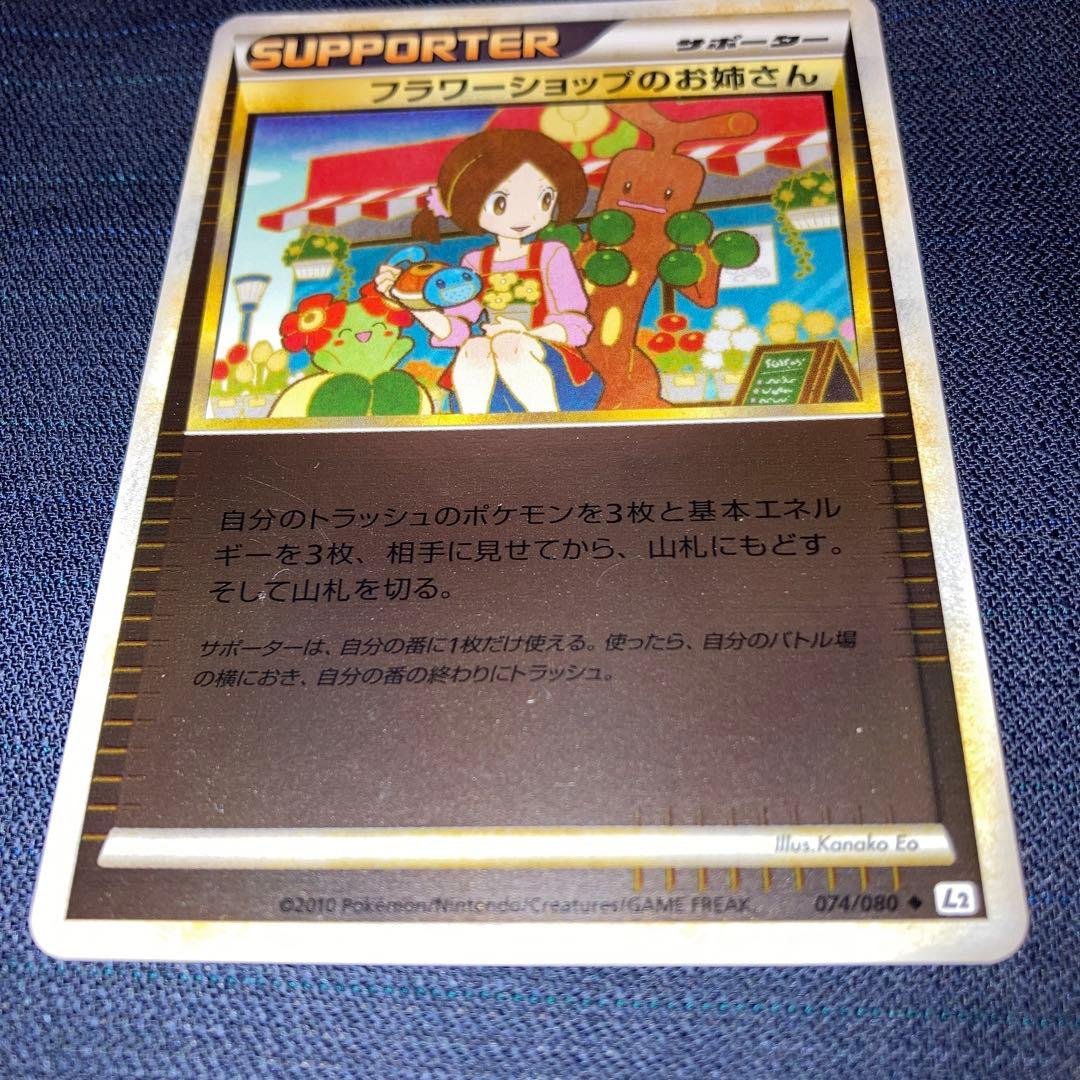 SUPPORTER
サポーター
フラワーショップのお姉さん
自分のトラッシュのポケモンを3枚と基本エネル
ギーを3枚、相手に見せてから、山札にもどす。
そして山札を切る。
サポーターは、自分の番に1枚だけ使える。使ったら、自分のバトル場
の横におき、自分の番の終わりにトラッシュ。
Illus.Kanako Eo
©2010 Pokémon/Nintendo/Creatures/GAME FREAK.
074/080 ◆ L2